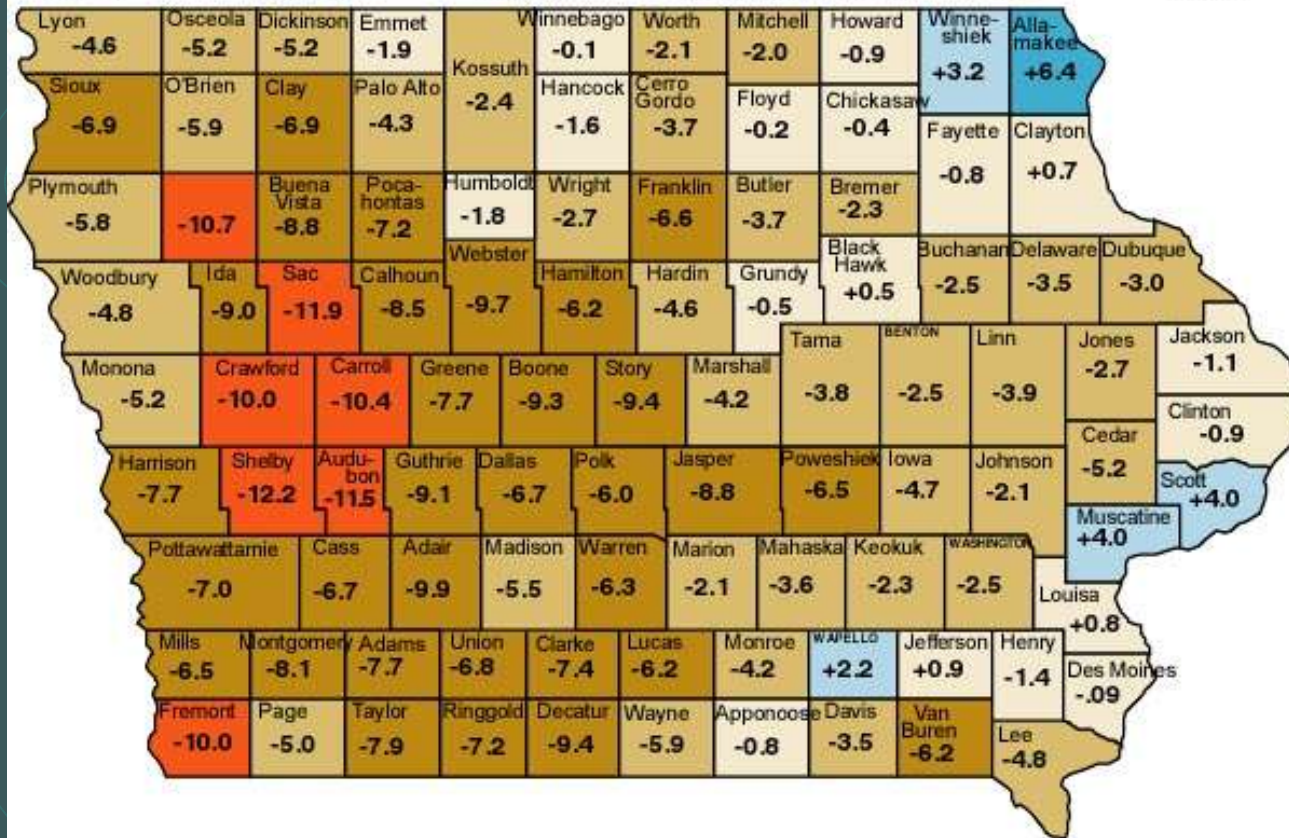 Lyon
-4.6
Osceola
-5.2
Dickinson
-5.2
Emmet
-1.9
Kossuth
-2.4
Winnebago
-0.1
Worth
-2.1
Mitchell
-2.0
Howard
-0.9
Winne-
shiek
+3.2
Alla-
makee
+6.4
Sioux
-6.9
O'Brien
-5.9
Clay
-6.9
Palo Alto
-4.3
Hancock
-1.6
Cerro
Gordo
-3.7
Floyd
-0.2
Chickasaw
-0.4
Fayette
-0.8
Clayton
+0.7
Plymouth
-5.8
-10.7
Buena
Vista
-8.8
Poca-
hontas
-7.2
Humboldt
-1.8
Wright
-2.7
Franklin
-6.6
Butler
-3.7
Bremer
-2.3
Woodbury
-4.8
Ida
-9.0
Sac
-11.9
Calhoun
-8.5
Webster
-9.7
Hamilton
-6.2
Hardin
-4.6
Grundy
-0.5
Black
Hawk
+0.5
Buchanan
-2.5
Delaware
-3.5
Dubuque
-3.0
Monona
-5.2
Crawford
-10.0
Carroll
-10.4
Greene
-7.7
Boone
-9.3
Story
-9.4
Marshall
-4.2
Tama
-3.8
BENTON
-2.5
Linn
-3.9
Jones
-2.7
Jackson
-1.1
Clinton
-0.9
Harrison
-7.7
Shelby
-12.2
Audu-
bon
-11.5
Guthrie
-9.1
Dallas
-6.7
Polk
-6.0
Jasper
-8.8
Poweshiek
-6.5
Iowa
-4.7
Johnson
-2.1
Cedar
-5.2
Scott
+4.0
Muscatine
+4.0
Pottawattamie
-7.0
Cass
-6.7
Adair
-9.9
Madison
-5.5
Warren
-6.3
Marion
-2.1
Mahaska
-3.6
Keokuk
-2.3
WASHINGTON
-2.5
Louisa
+0.8
Mills
-6.5
Montgomery
-8.1
Adams
-7.7
Union
-6.8
Clarke
-7.4
Lucas
-6.2
Monroe
-4.2
WAPELLO
+2.2
Jefferson
+0.9
Henry
-1.4
Des Moines
-.09
Fremont
-10.0
Page
-5.0
Taylor
-7.9
Ringgold
-7.2
Decatur
-9.4
Wayne
-5.9
Apponoose
-0.8
Davis
-3.5
Van
Buren
-6.2
Lee
-4.8